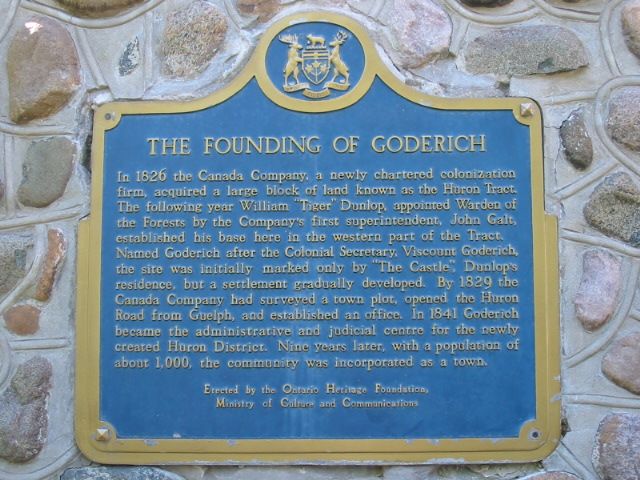 THE FOUNDING OF GODERICH
In 1826 the Canada Company, a newly chartered colonization
firm, acquired a large block of land known as the Huron Tract.
The following year William "Tiger" Dunlop, appointed Warden of
the Forests by the Company's first superintendent, John Galt,
established his base here in the western part of the Tract.
Named Goderich after the Colonial Secretary, Viscount Goderich,
the site was initially marked only by "The Castle", Dunlop's
residence, but a settlement gradually developed. By 1829 the
Canada Company had surveyed a town plot, opened the Huron
Road from Guelph, and established an office. In 1841 Goderich
became the administrative and judicial centre for the newly
created Huron District. Nine years later, with a population of
about 1,000, the community was incorporated as a town.
Erected by the Ontario Heritage Foundation,
Ministry of Culture and Communications